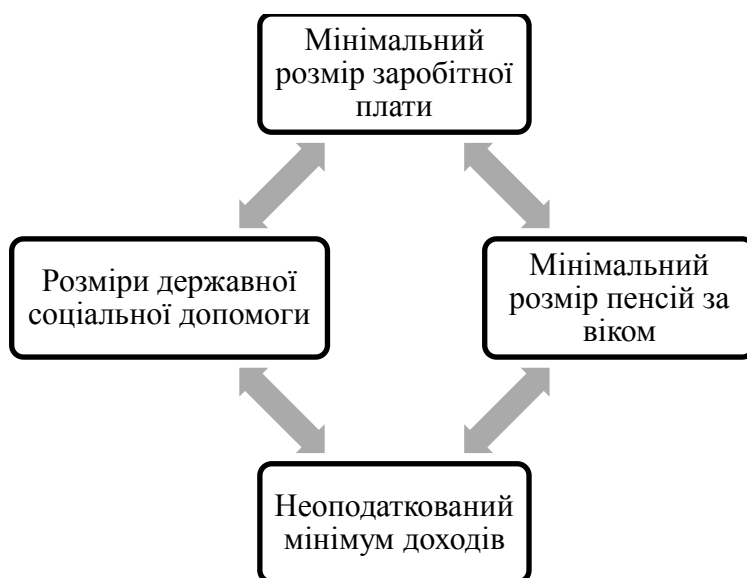 Мінімальний
розмір заробітної
плати
Розміри державної
соціальної допомоги
Мінімальний
розмір пенсій за
віком
Неоподаткований
мінімум доходів